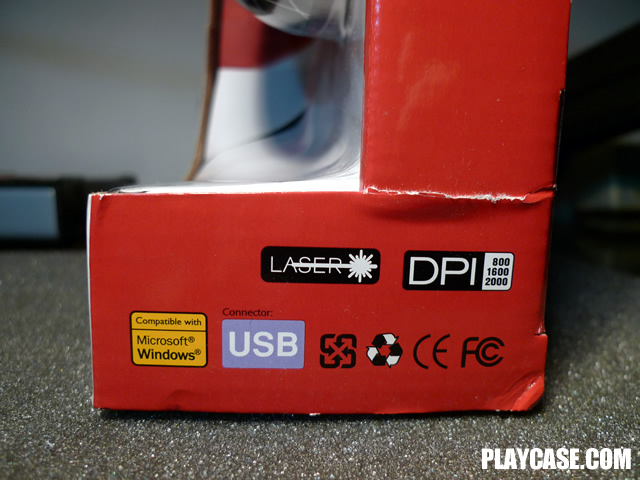 LASER
DPI
800
1600
2000
Compatible with
Microsoft®
Windows®
Connector:
USB
CE FC
PLAYCASE.COM